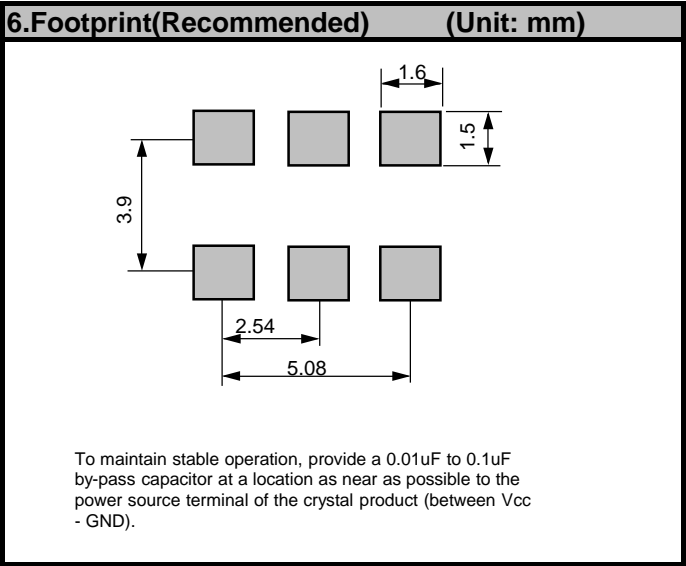 6.Footprint(Recommended) (Unit: mm)
1.6
1.5
3.9
2.54
5.08
To maintain stable operation, provide a 0.01uF to 0.1uF
by-pass capacitor at a location as near as possible to the
power source terminal of the crystal product (between Vcc
- GND).